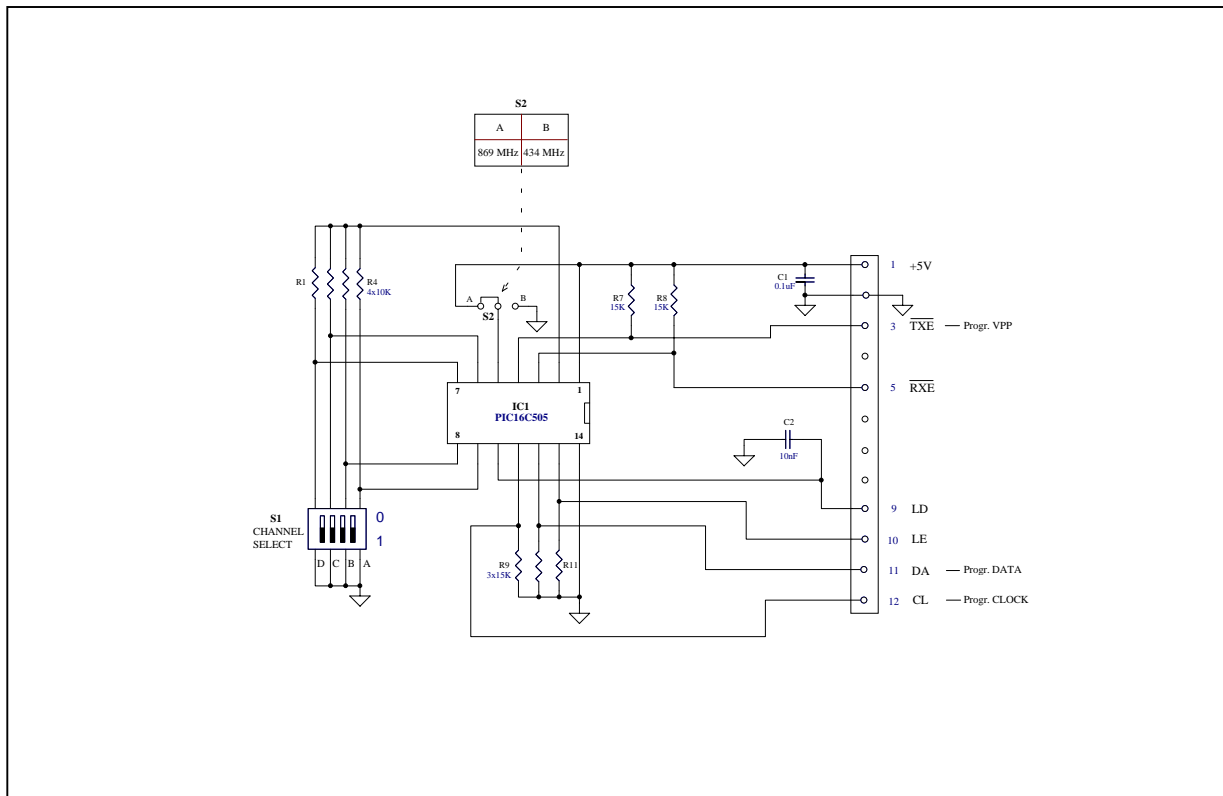 S2
A B
869 MHz 434 MHz
R1
R4
4x10K
A
B
S2
R7
15K
R8
15K
C1
0.1uF
1 +5V
3 TXE — Progr. VPP
5 RXE
7
1
IC1
PIC16C505
8
14
C2
10nF
9 LD
10 LE
11 DA — Progr. DATA
12 CL — Progr. CLOCK
S1
CHANNEL
SELECT
0
1
D C B A
R9
3x15K
R11